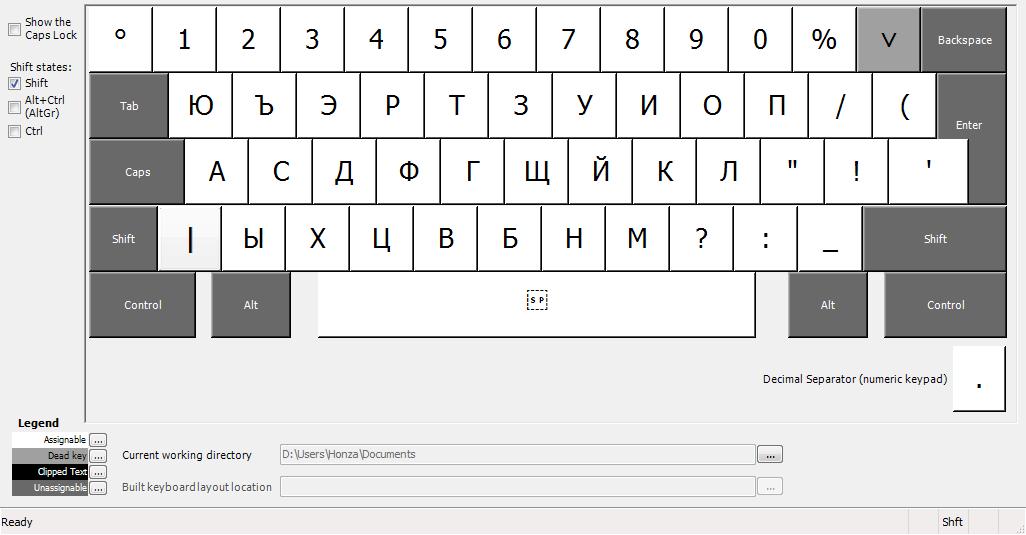 Show the
Caps Lock
Shift states:
Shift
Alt+Ctrl
(AltGr)
Ctrl
° 1 2 3 4 5 6 7 8 9 0 % ˅ Backspace
Tab Ю Ъ Э Р Т З У И О П / ( Enter
Caps А С Д Ф Г Щ Й К Л " ! '
Shift | Ы Х Ц В Б Н М ? : _ Shift
Control Alt SP Alt Control
Decimal Separator (numeric keypad) .
Legend
Assignable ...
Dead key ...
Clipped Text ...
Unassignable ...
Current working directory D:\Users\Honza\Documents ...
Built keyboard layout location ...
Ready Shft